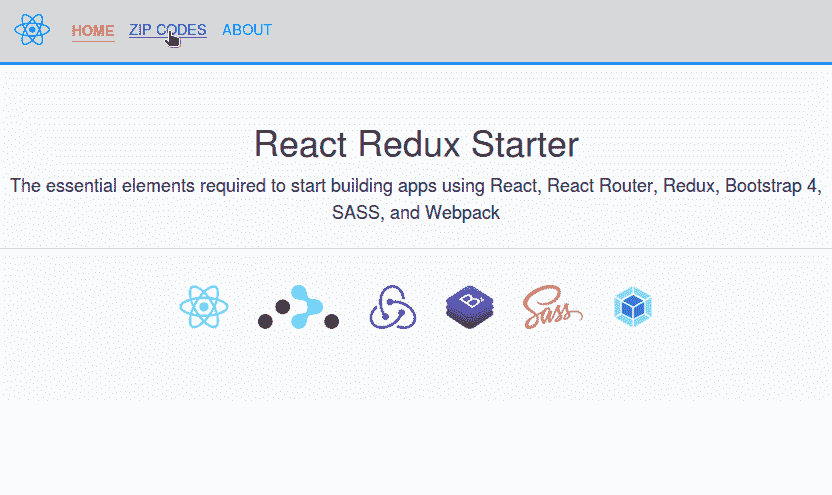 HOME ZIP CODES ABOUT
React Redux Starter
The essential elements required to start building apps using React, React Router, Redux, Bootstrap 4,
SASS, and Webpack
B Sass